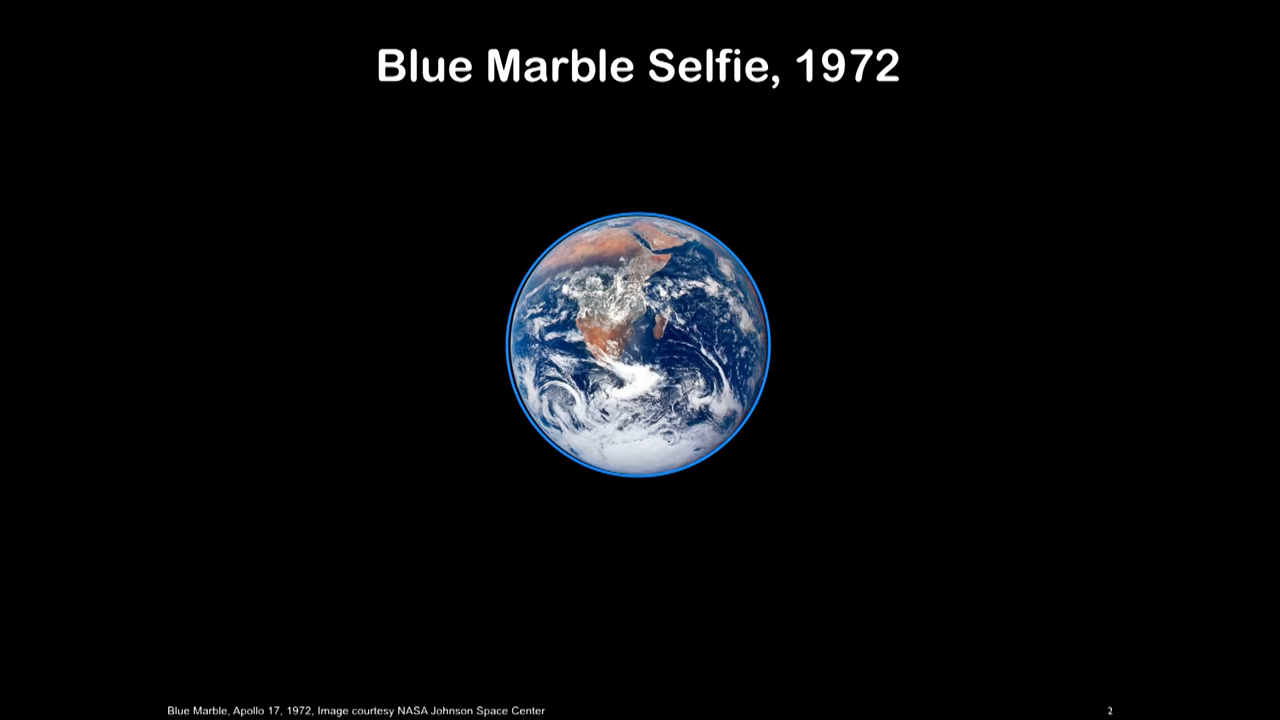 Blue Marble Selfie, 1972
Blue Marble, Apollo 17, 1972, Image courtesy NASA Johnson Space Center
2